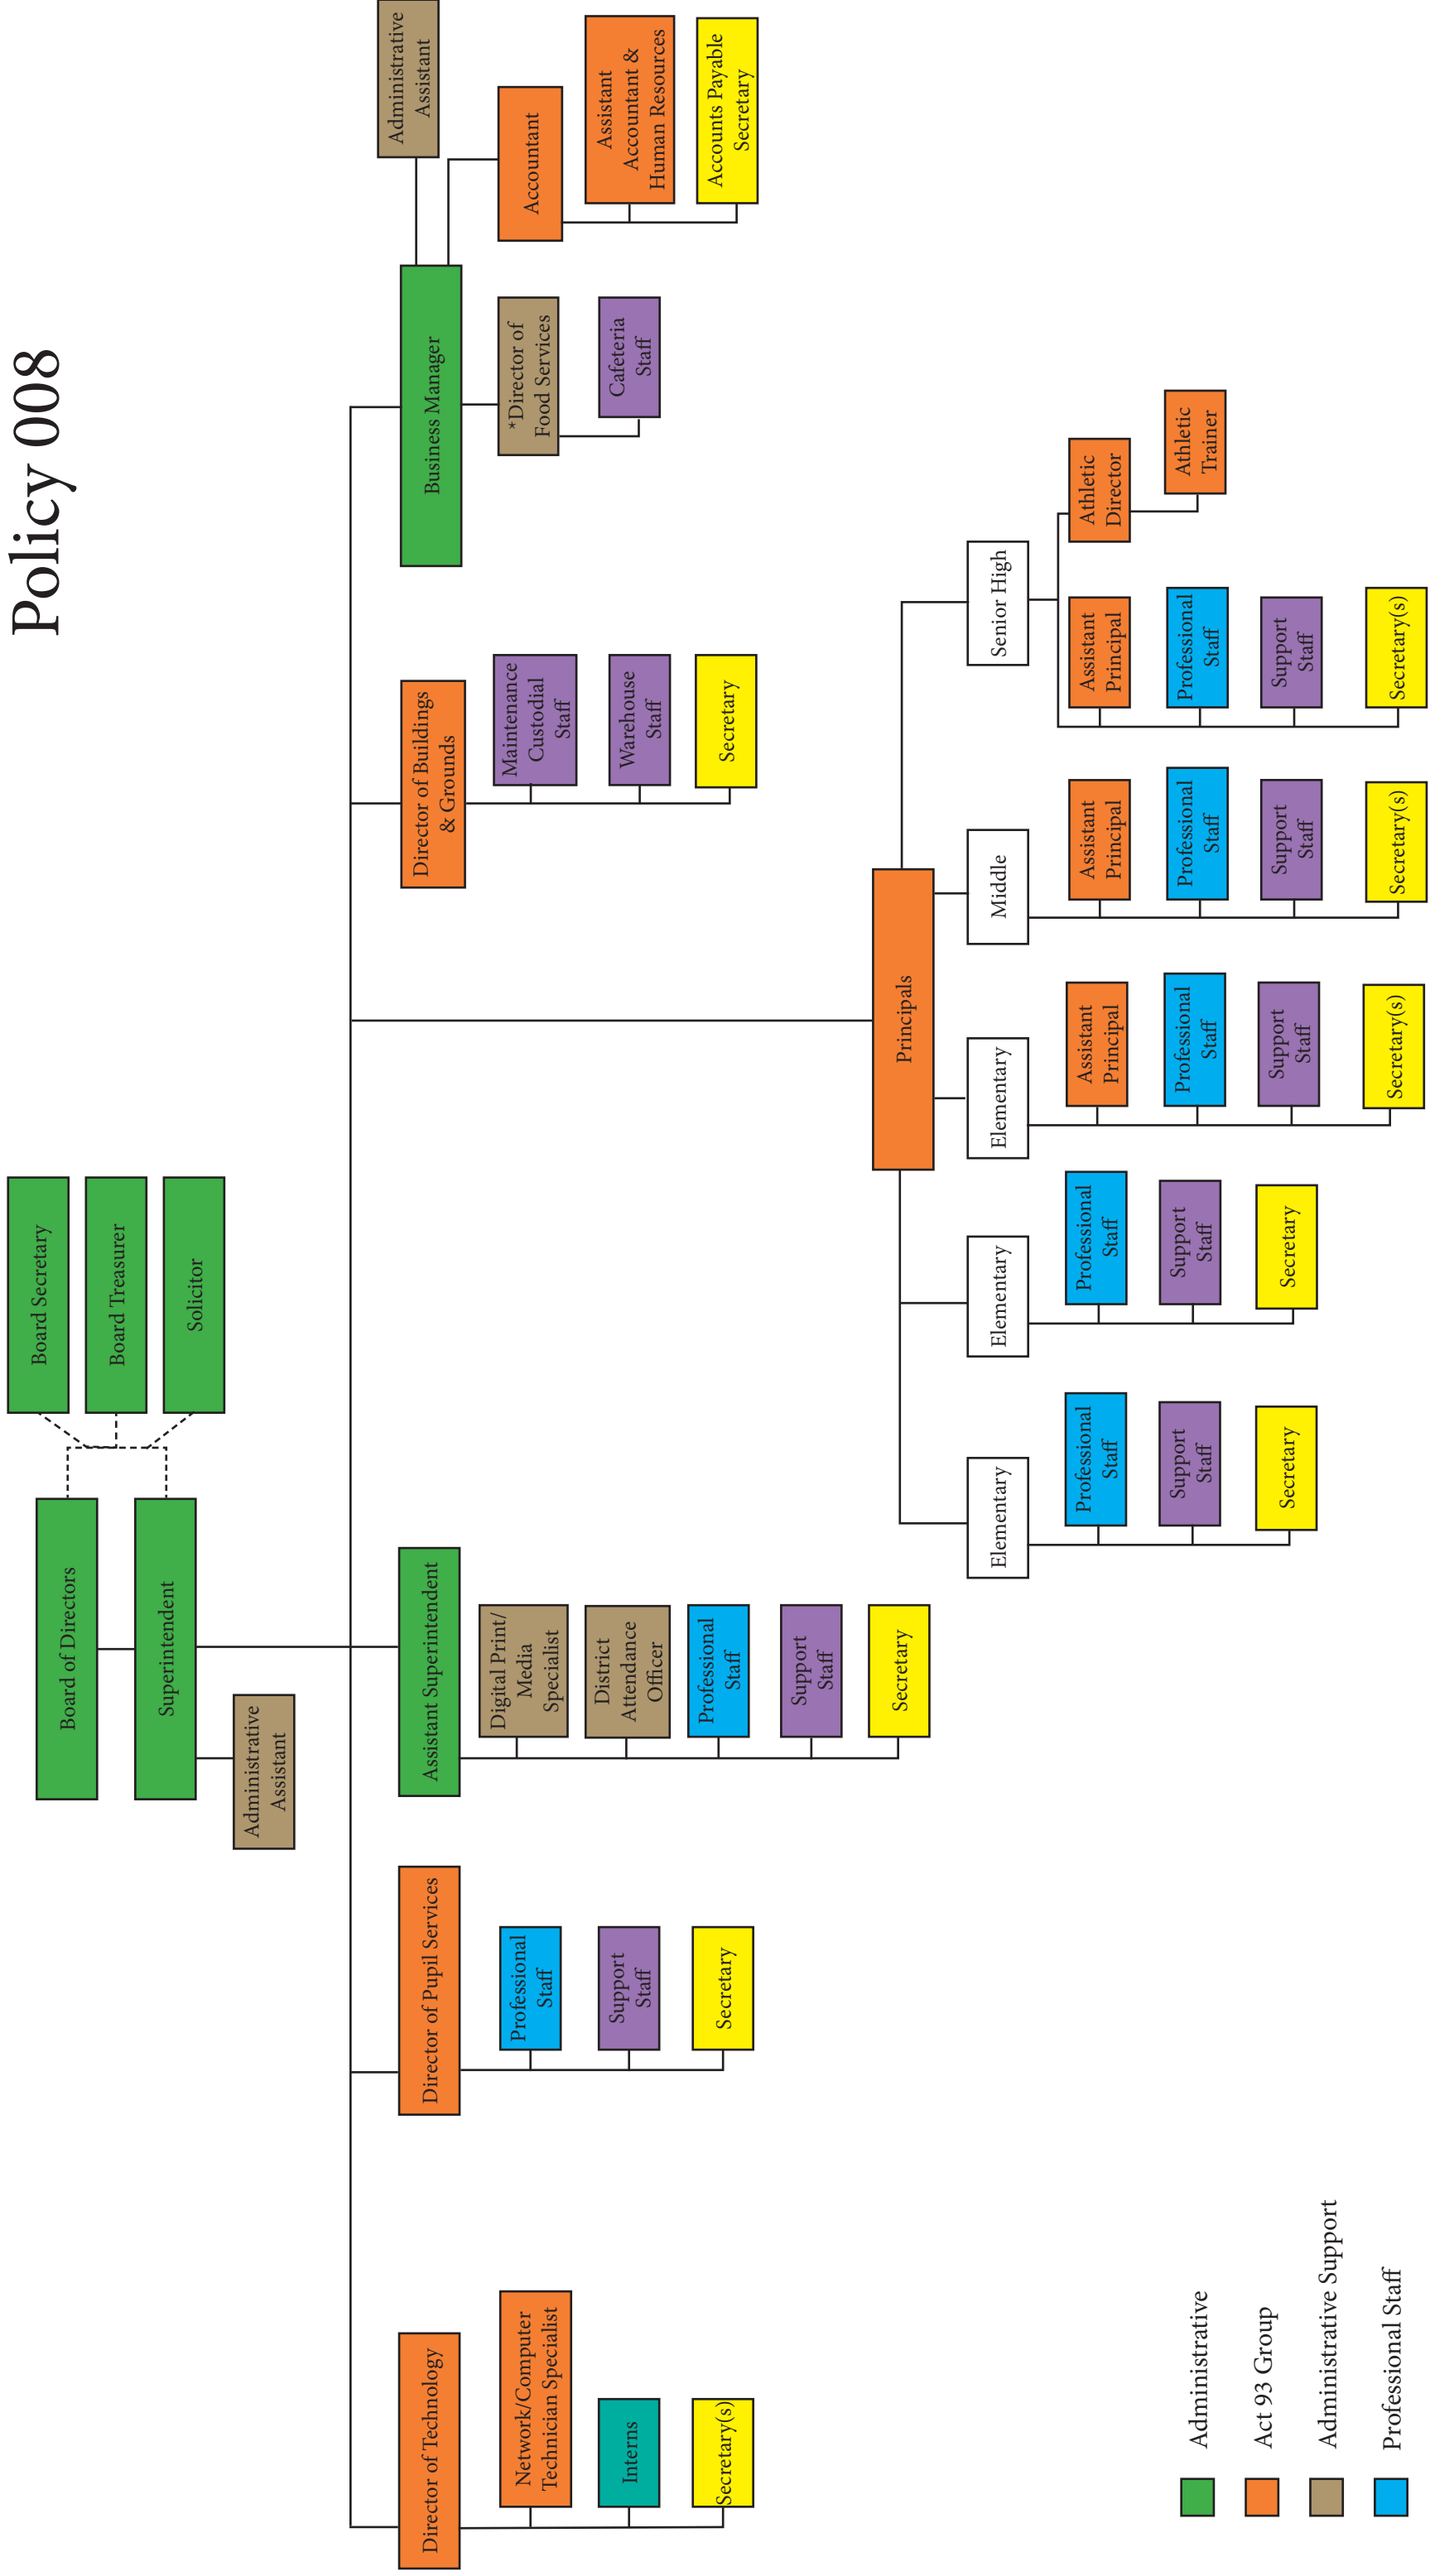 Policy 008
Board of Directors
Superintendent
Administrative
Assistant
Board Secretary
Board Treasurer
Solicitor
Director of Technology
Network/Computer
Technician Specialist
Interns
Secretary(s)
Director of Pupil Services
Professional
Staff
Support
Staff
Secretary
Assistant Superintendent
Digital Print/
Media
Specialist
District
Attendance
Officer
Professional
Staff
Support
Staff
Secretary
Principals
Elementary
Professional
Staff
Support
Staff
Secretary
Elementary
Professional
Staff
Support
Staff
Secretary
Elementary
Assistant
Principal
Professional
Staff
Support
Staff
Secretary(s)
Middle
Assistant
Principal
Professional
Staff
Support
Staff
Secretary(s)
Senior High
Assistant
Principal
Professional
Staff
Support
Staff
Secretary(s)
Athletic
Director
Athletic
Trainer
Director of Buildings
& Grounds
Maintenance
Custodial
Staff
Warehouse
Staff
Secretary
Business Manager
Administrative
Assistant
*Director of
Food Services
Cafeteria
Staff
Accountant
Assistant
Accountant &
Human Resources
Accounts Payable
Secretary
Administrative
Act 93 Group
Administrative Support
Professional Staff